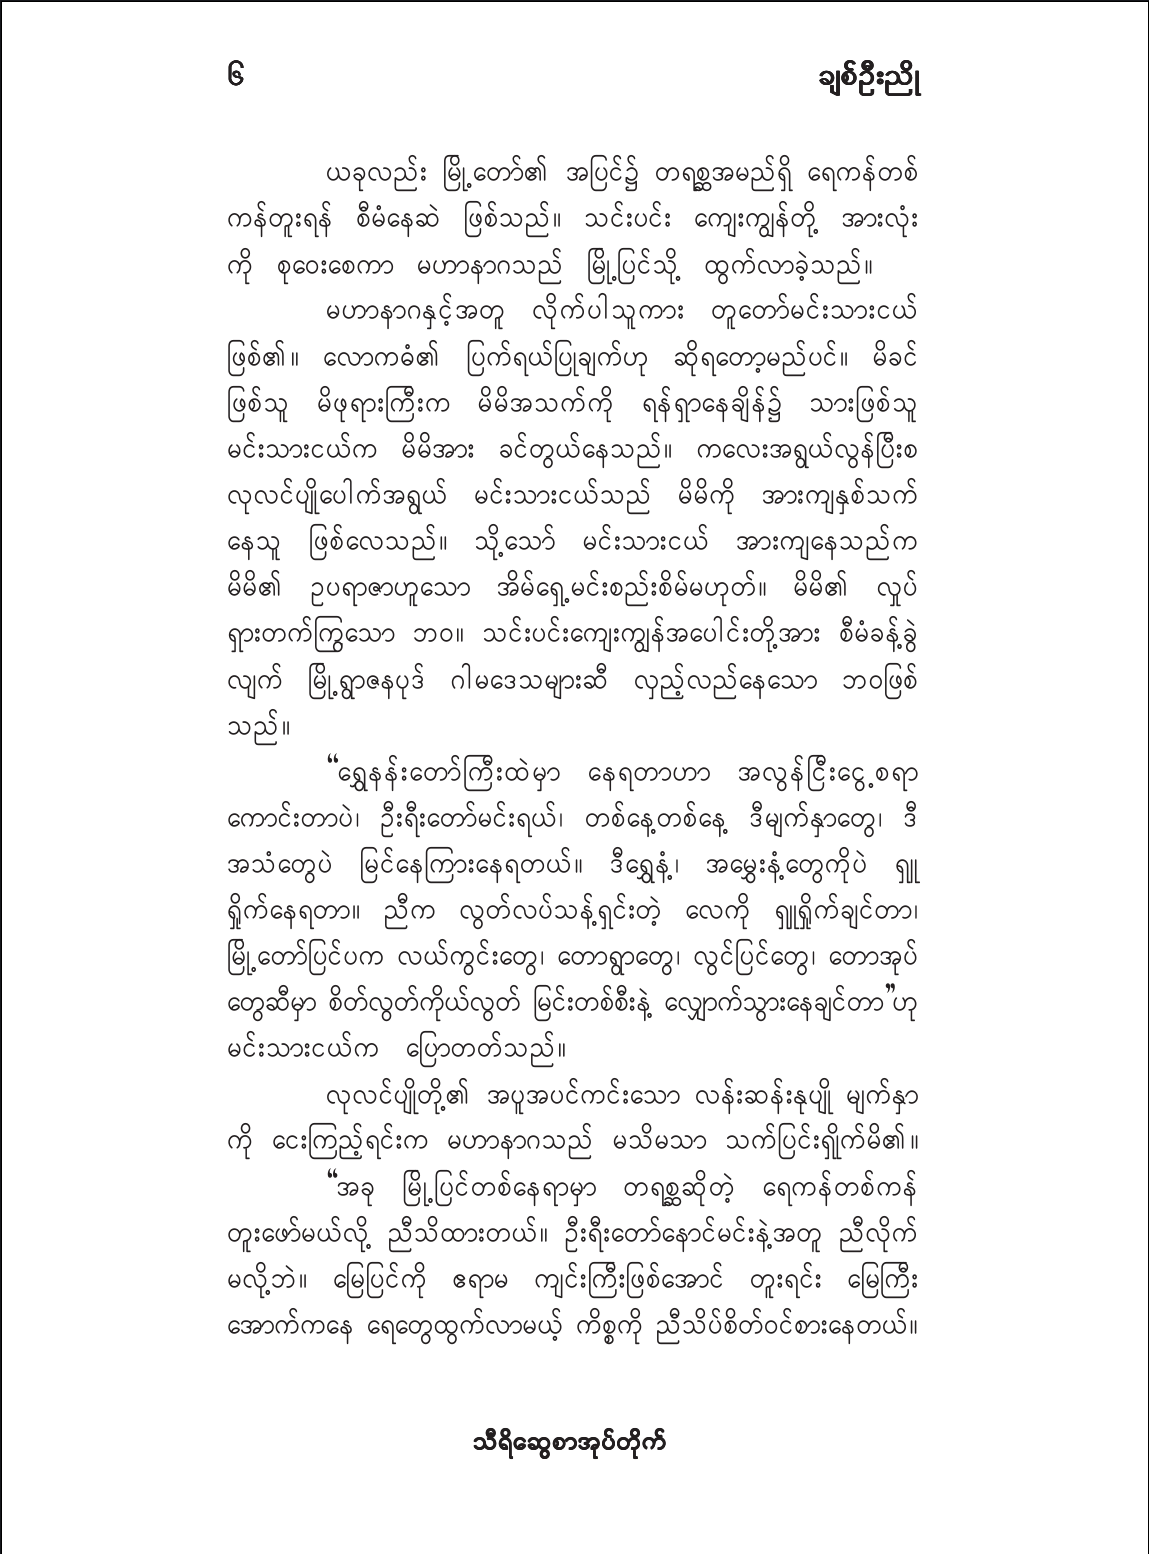 ၆
ချစ်ဦးညို
ယခုလည်း မြို့တော်၏ အပြင်၌ တရစ္ဆအမည်ရှိ ရေကန်တစ်
ကန်တူးရန် စီမံနေဆဲ ဖြစ်သည်။ သင်းပင်း ကျေးကျွန်တို့ အားလုံး
ကို စုဝေးစေကာ မဟာနာဂသည် မြို့ပြင်သို့ ထွက်လာခဲ့သည်။
မဟာနာဂနှင့်အတူ လိုက်ပါသူကား တူတော်မင်းသားငယ်
ဖြစ်၏။ လောကဓံ၏ ပြက်ရယ်ပြုချက်ဟု ဆိုရတော့မည်ပင်။ မိခင်
ဖြစ်သူ မိဖုရားကြီးက မိမိအသက်ကို ရန်ရှာနေချိန်၌ သားဖြစ်သူ
မင်းသားငယ်က မိမိအား ခင်တွယ်နေသည်။ ကလေးအရွယ်လွန်ပြီးစ
လုလင်ပျိုပေါက်အရွယ် မင်းသားငယ်သည် မိမိကို အားကျနှစ်သက်
နေသူ ဖြစ်လေသည်။ သို့သော် မင်းသားငယ် အားကျနေသည်က
မိမိ၏ ဥပရာဇာဟူသော အိမ်ရှေ့မင်းစည်းစိမ်မဟုတ်။ မိမိ၏ လှုပ်
ရှားတက်ကြွသော ဘဝ။ သင်းပင်းကျေးကျွန်အပေါင်းတို့အား စီမံခန့်ခွဲ
လျက် မြို့ရွာဇနပုဒ် ဂါမဒေသများဆီ လှည့်လည်နေသော ဘဝဖြစ်
သည်။
“ရွှေနန်းတော်ကြီးထဲမှာ နေရတာဟာ အလွန်ငြီးငွေ့စရာ
ကောင်းတာပဲ၊ ဦးရီးတော်မင်းရယ်၊ တစ်နေ့တစ်နေ့ ဒီမျက်နှာတွေ၊ ဒီ
အသံတွေပဲ မြင်နေကြားနေရတယ်။ ဒီရွှေနံ့၊ အမွှေးနံ့တွေကိုပဲ ရှူ
ရှိုက်နေရတာ။ ညီက လွတ်လပ်သန့်ရှင်းတဲ့ လေကို ရှူရှိုက်ချင်တာ၊
မြို့တော်ပြင်ပက လယ်ကွင်းတွေ၊ တောရွာတွေ၊ လွင်ပြင်တွေ၊ တောအုပ်
တွေဆီမှာ စိတ်လွတ်ကိုယ်လွတ် မြင်းတစ်စီးနဲ့ လျှောက်သွားနေချင်တာ”ဟု
မင်းသားငယ်က ပြောတတ်သည်။
လုလင်ပျိုတို့၏ အပူအပင်ကင်းသော လန်းဆန်းနုပျို မျက်နှာ
ကို ငေးကြည့်ရင်းက မဟာနာဂသည် မသိမသာ သက်ပြင်းရှိုက်မိ၏။
“အခု မြို့ပြင်တစ်နေရာမှာ တရစ္ဆဆိုတဲ့ ရေကန်တစ်ကန်
တူးဖော်မယ်လို့ ညီသိထားတယ်။ ဦးရီးတော်နောင်မင်းနဲ့အတူ ညီလိုက်
မလို့ဘဲ။ မြေပြင်ကို ဧရာမ ကျင်းကြီးဖြစ်အောင် တူးရင်း မြေကြီး
အောက်ကနေ ရေတွေထွက်လာမယ့် ကိစ္စကို ညီသိပ်စိတ်ဝင်စားနေတယ်။
သီရိဆွေစာအုပ်တိုက်